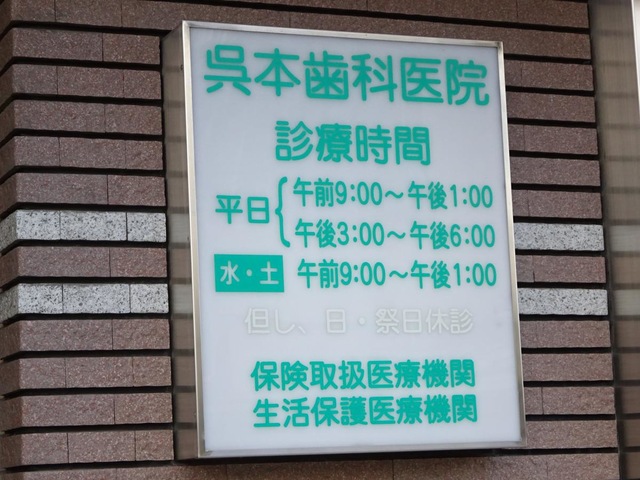 呉本歯科医院
診療時間
平日 午前9:00～午後1:00
午後3:00～午後6:00
水・土 午前9:00～午後1:00
但し、日・祭日休診
保険取扱医療機関
生活保護医療機関